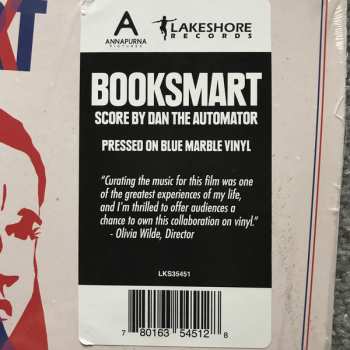 ANNAPURNA
PICTURES
LAKESHORE
RECORDS
BOOKSMART
SCORE BY DAN THE AUTOMATOR
PRESSED ON BLUE MARBLE VINYL
“Curating the music for this film was one
of the greatest experiences of my life,
and I'm thrilled to offer audiences a
chance to own this collaboration on vinyl.”
- Olivia Wilde, Director
LKS35451
7 80163 54512 8